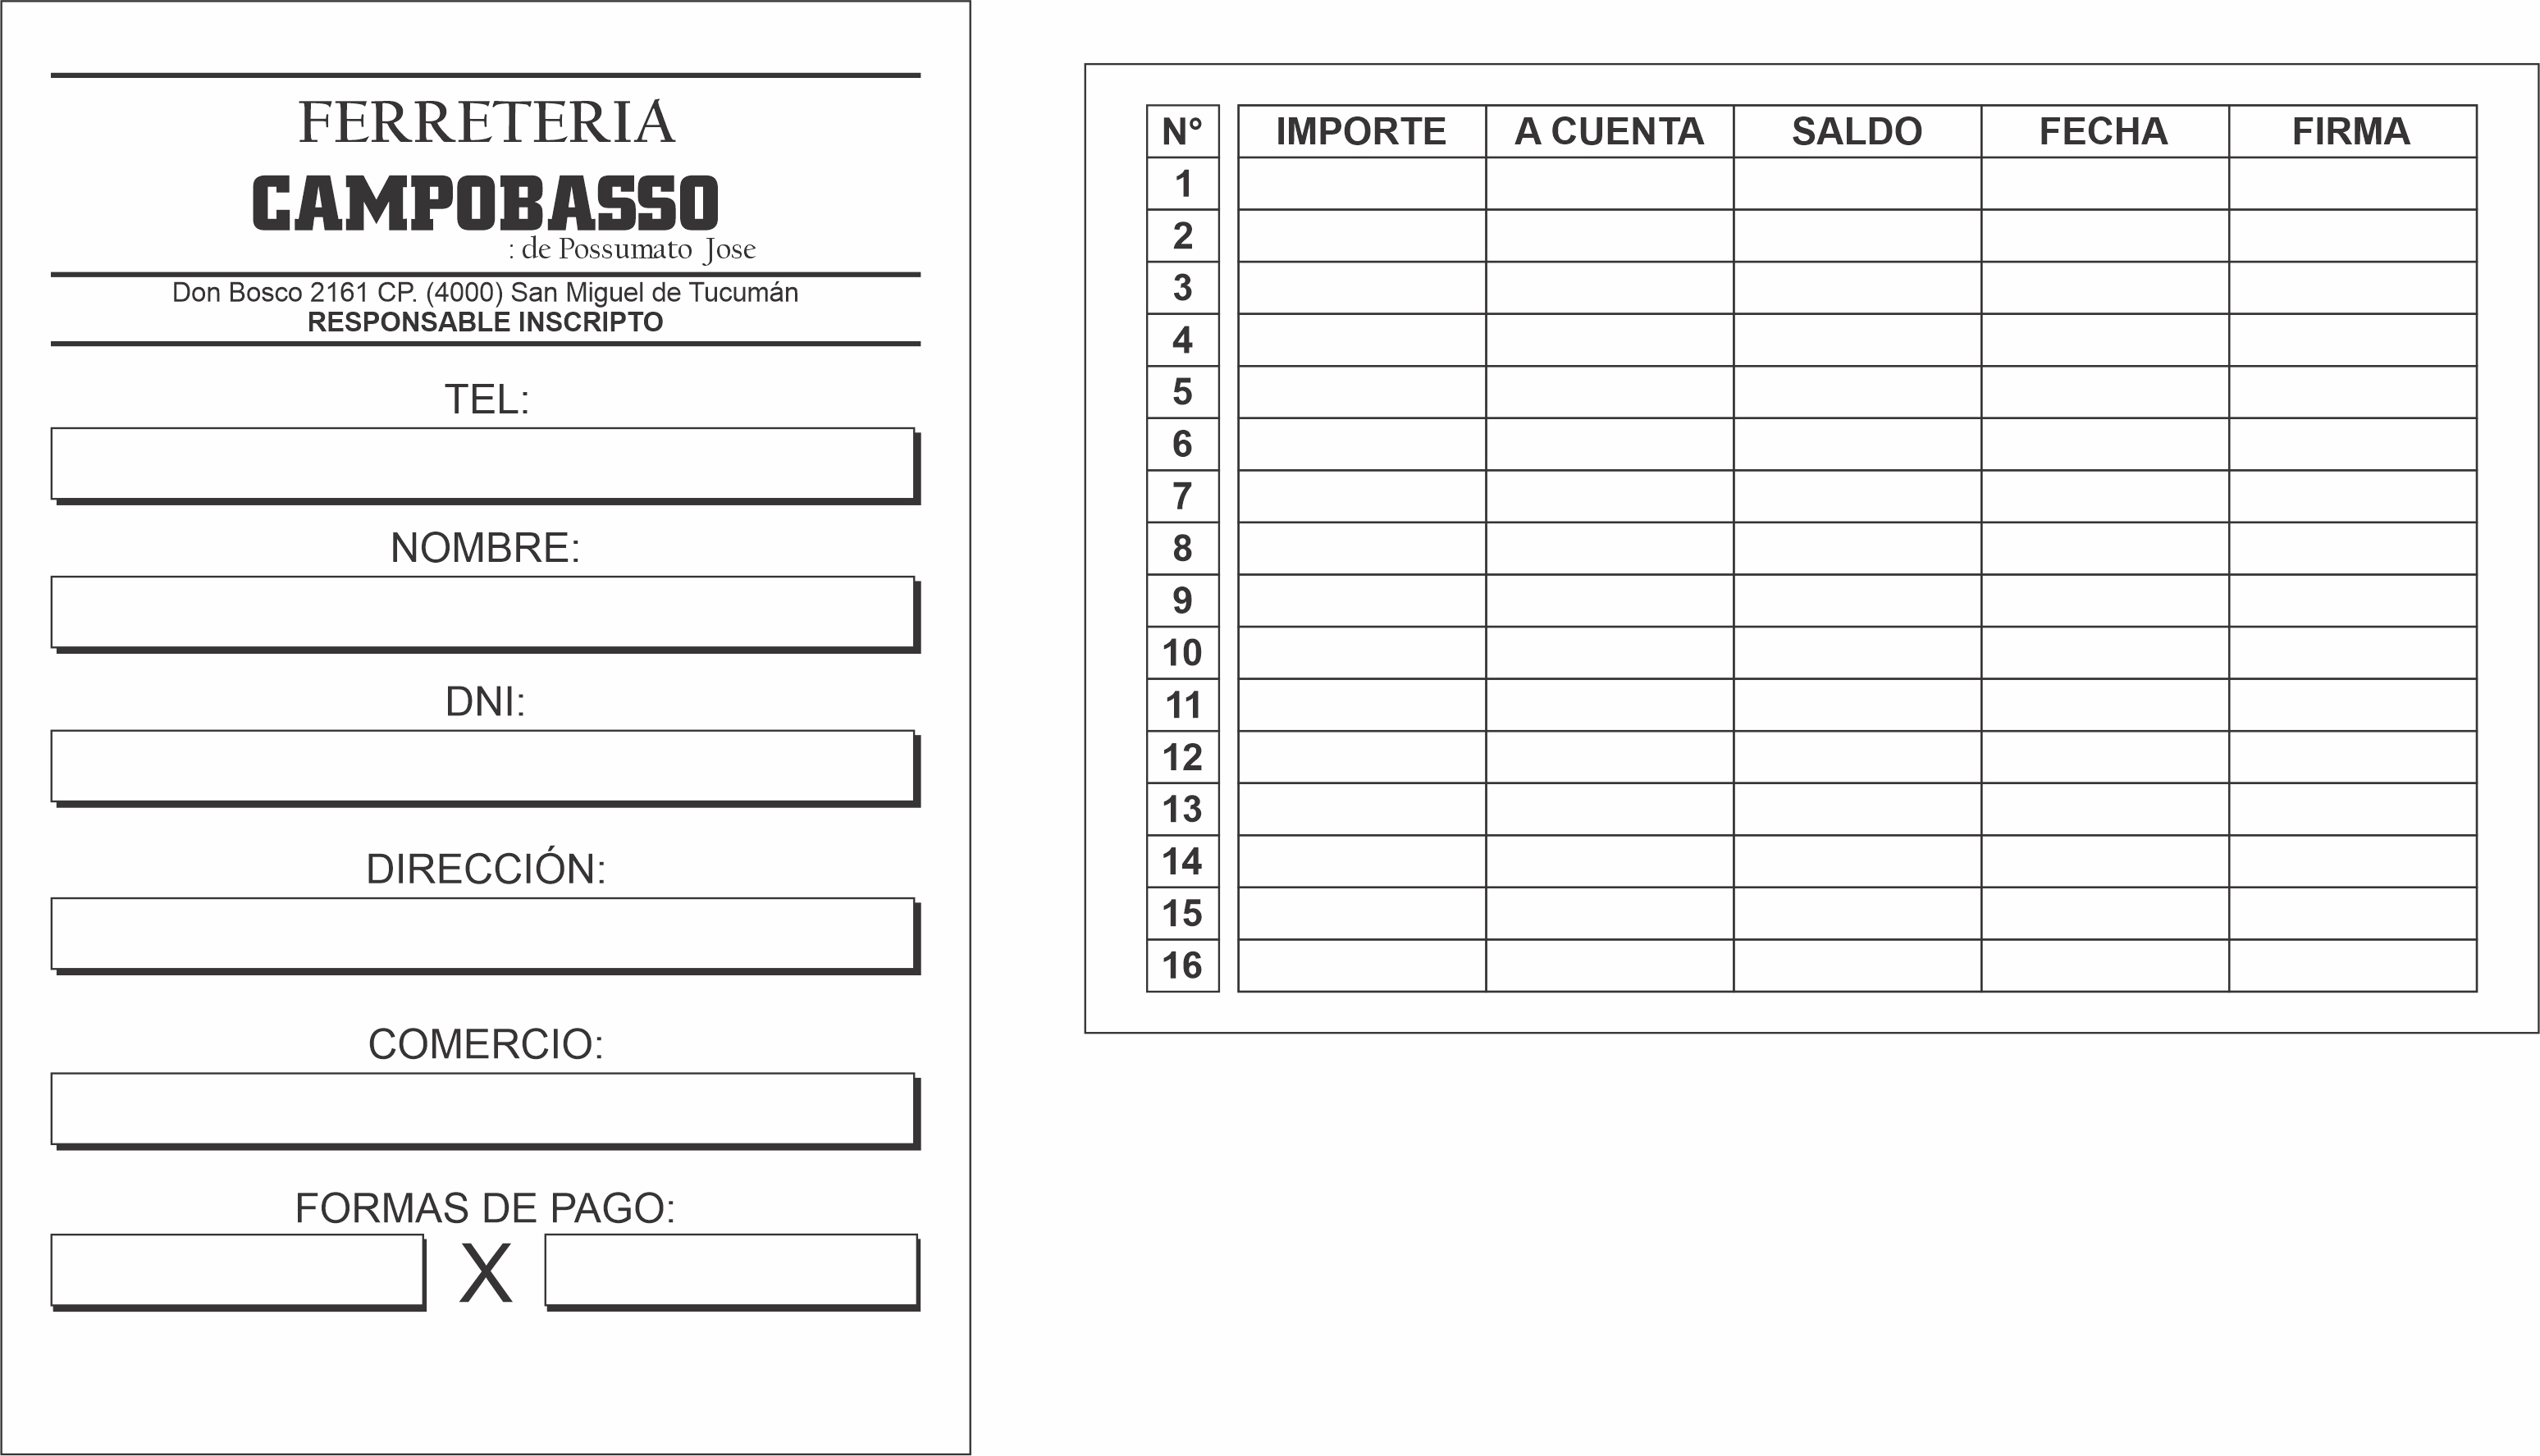 FERRETERIA
CAMPOBASSO
: de Possumato Jose
Don Bosco 2161 CP. (4000) San Miguel de Tucumán
RESPONSABLE INSCRIPTO
TEL:
NOMBRE:
DNI:
DIRECCIÓN:
COMERCIO:
FORMAS DE PAGO:
X
N° IMPORTE A CUENTA SALDO FECHA FIRMA
1
2
3
4
5
6
7
8
9
10
11
12
13
14
15
16